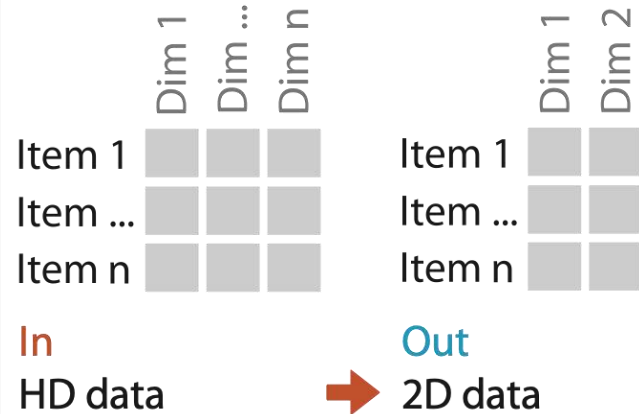 Dim 1
Dim ...
Dim n
Item 1
Item ...
Item n
In
HD data
Dim 1
Dim 2
Item 1
Item ...
Item n
Out
2D data